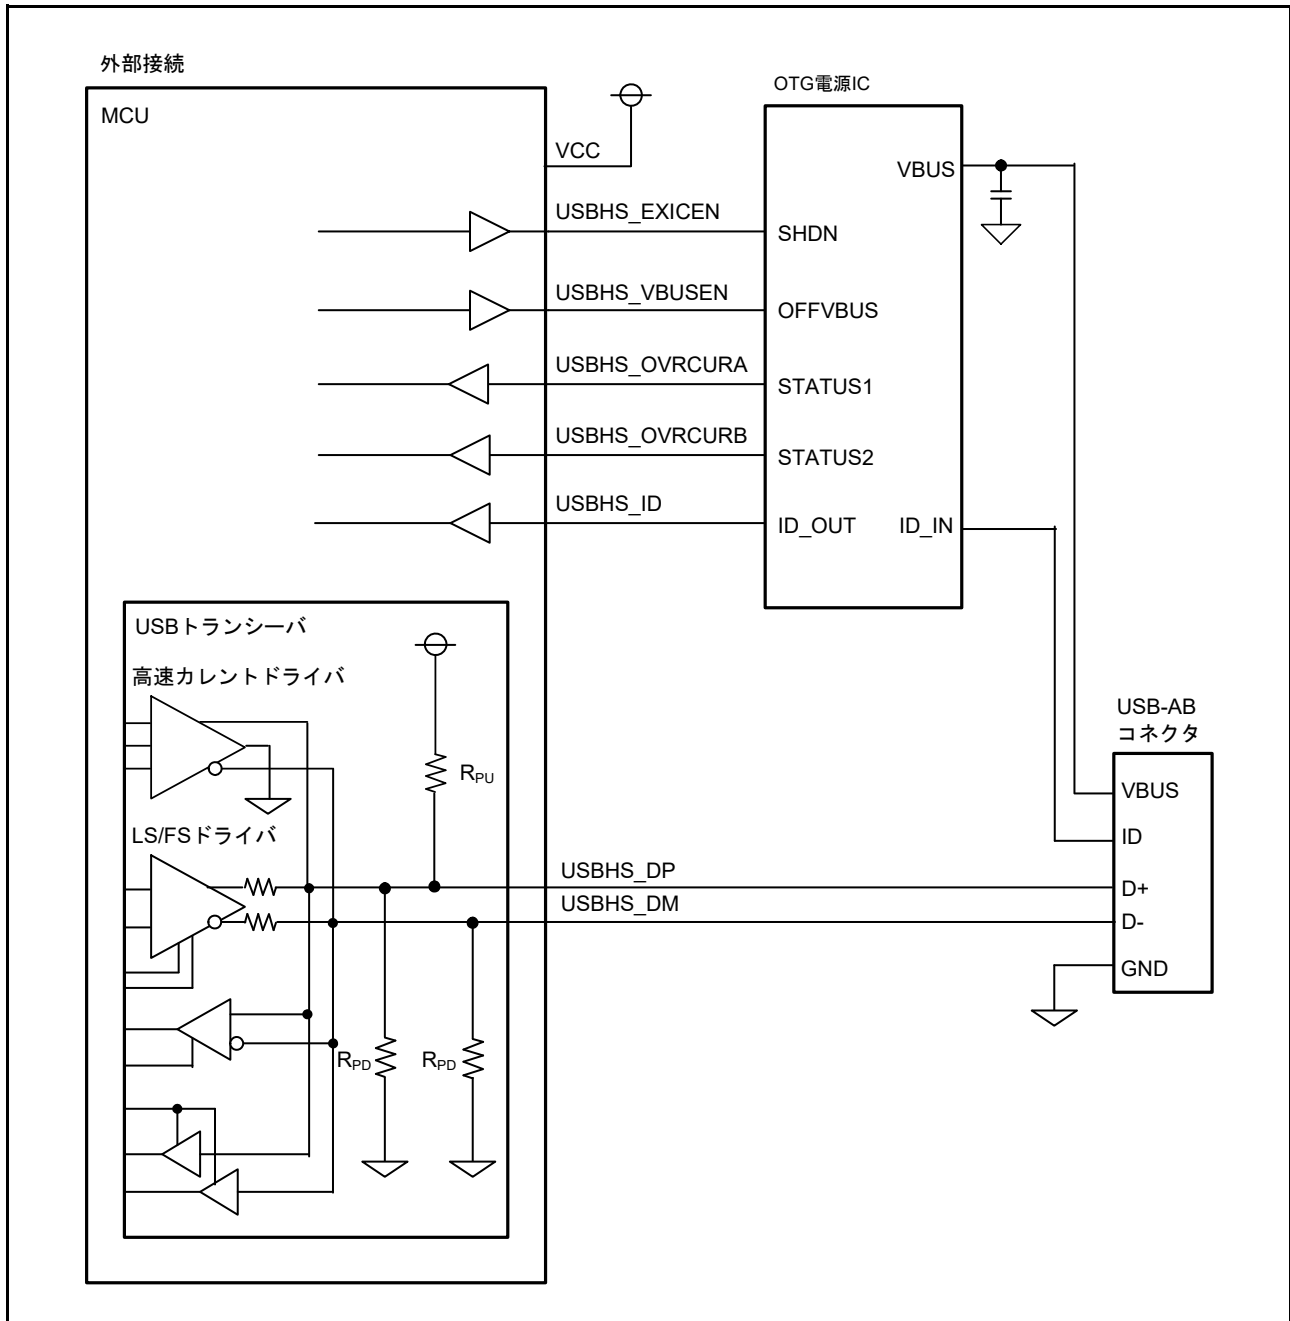 外部接続
MCU
VCC
USBHS_EXICEN
USBHS_VBUSEN
USBHS_OVRCURA
USBHS_OVRCURB
USBHS_ID
OTG電源IC
VBUS
SHDN
OFFVBUS
STATUS1
STATUS2
ID_OUT
ID_IN
USBトランシーバ
高速カレントドライバ
RPU
LS/FSドライバ
RPD
RPD
USBHS_DP
USBHS_DM
USB-AB
コネクタ
VBUS
ID
D+
D-
GND